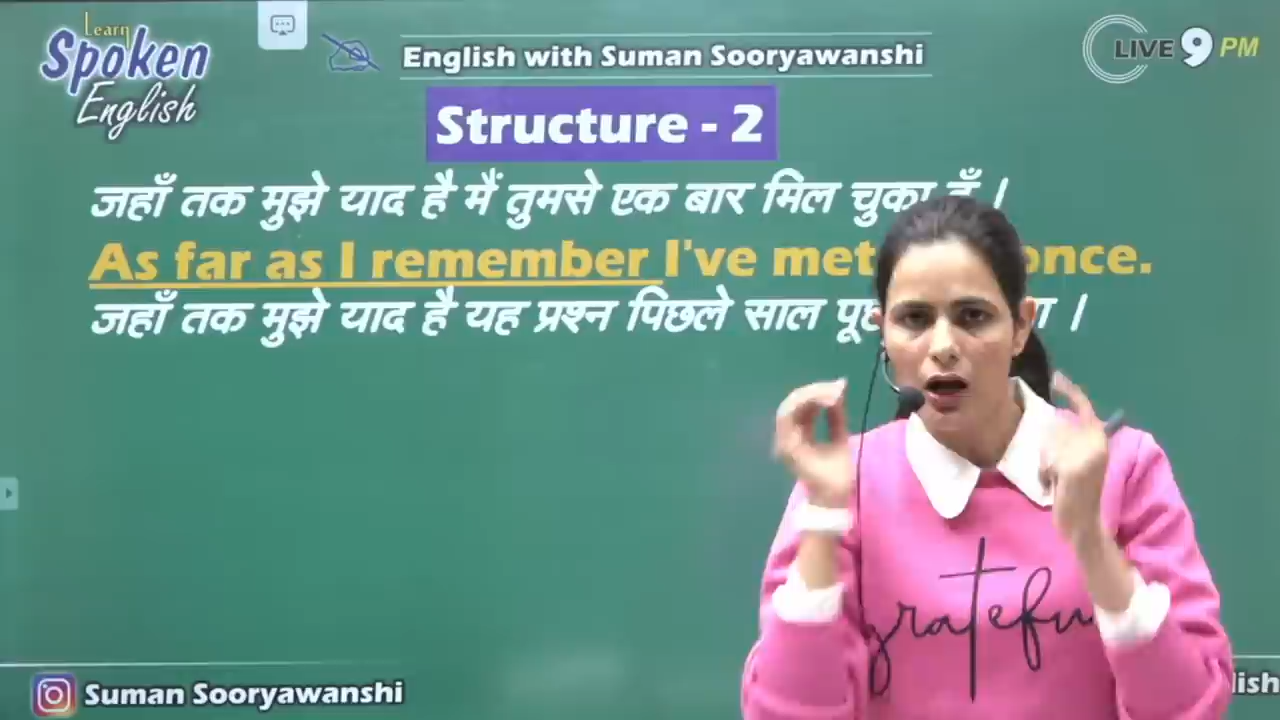 Learn
Spoken
English
English with Suman Sooryawanshi
LIVE 9 PM
Structure - 2
जहाँ तक मुझे याद है मैं तुमसे एक बार मिल चुका हूँ ।
As far as I remember I've met once.
जहाँ तक मुझे याद है यह प्रश्न पिछले साल ।
grateful
Suman Sooryawanshi